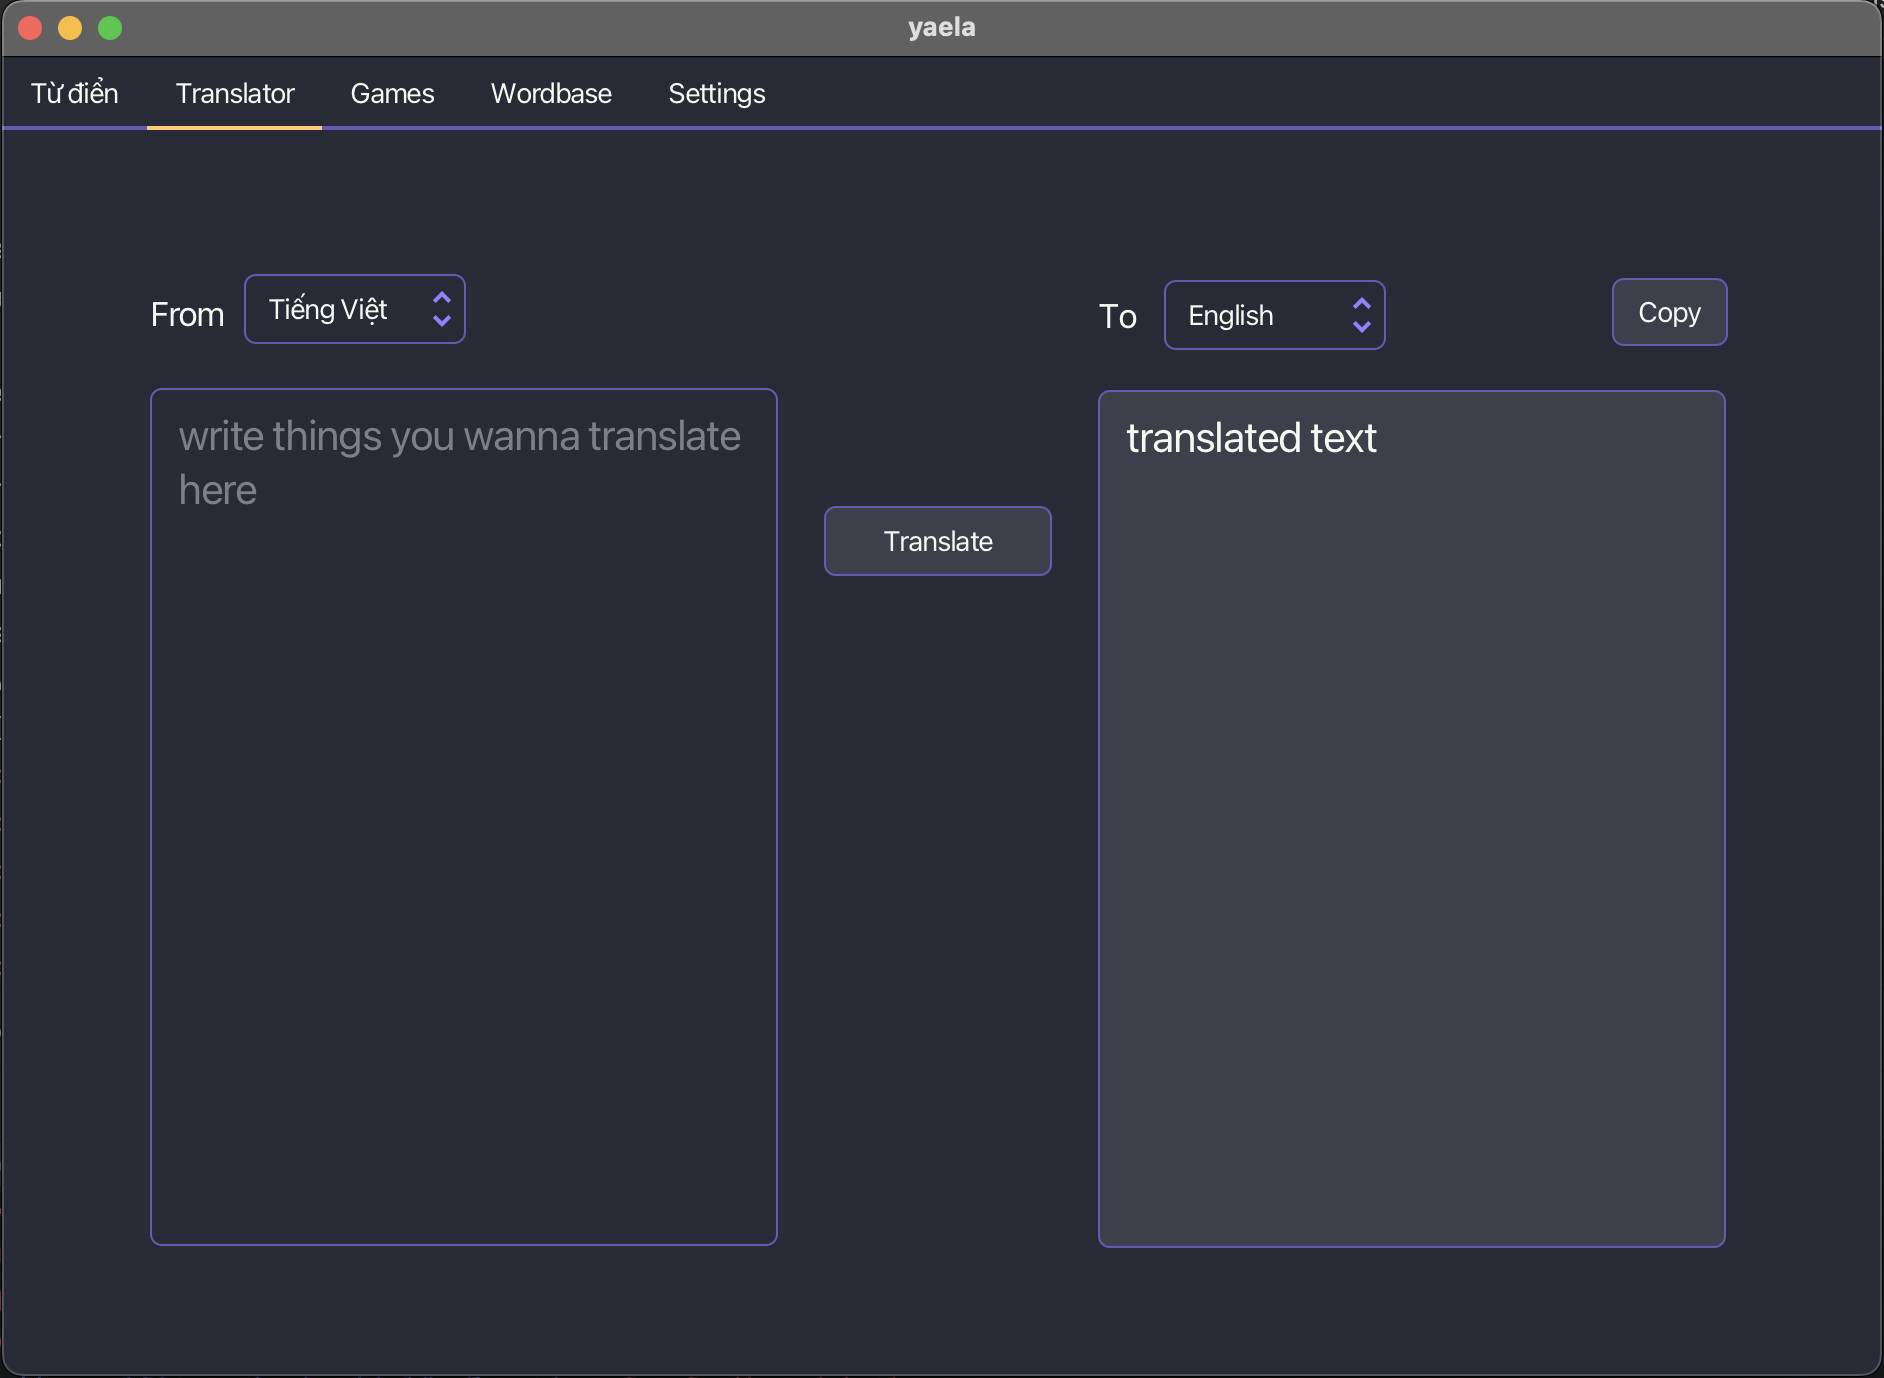 yaela
Từ điển
Translator
Games
Wordbase
Settings
From
Tiếng Việt
To
English
Copy
write things you wanna translate
here
Translate
translated text